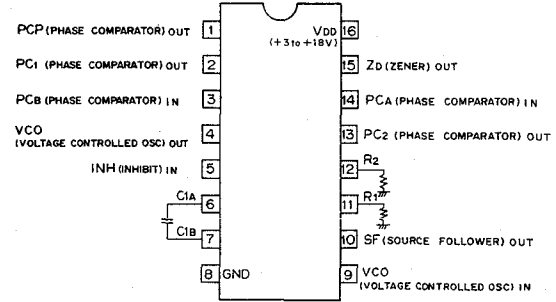 PCP (PHASE COMPARATOR) OUT 1
PC1 (PHASE COMPARATOR) OUT 2
PCB (PHASE COMPARATOR) IN 3
VCO
(VOLTAGE CONTROLLED OSC) OUT 4
INH (INHIBIT) IN 5
C1A 6
C1B 7
8 GND
VDD 16
(+3 to +18V)
15 ZD (ZENER) OUT
14 PCA (PHASE COMPARATOR) IN
13 PC2 (PHASE COMPARATOR) OUT
12 R2
11 R1
10 SF (SOURCE FOLLOWER) OUT
9 VCO
(VOLTAGE CONTROLLED OSC) IN